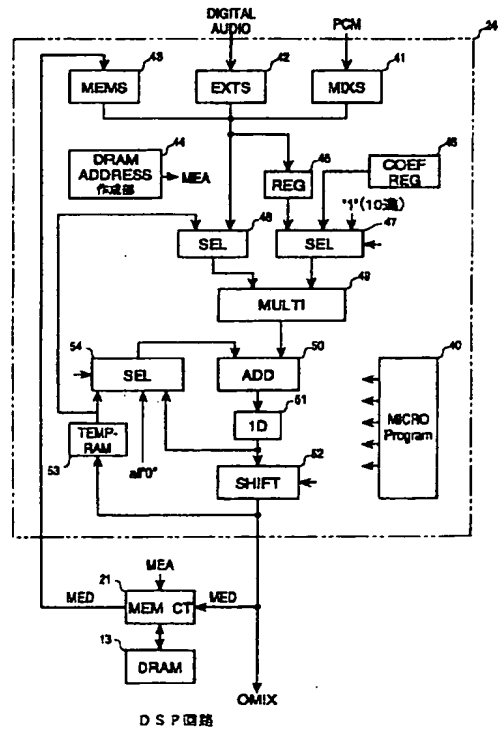 DIGITAL
AUDIO
PCM
24
43
42
41
MEMS
EXTS
MIXS
44
DRAM
ADDRESS
作成部
MEA
45
REG
46
COEF
REG
"1"(10進)
48
47
SEL
SEL
49
MULTI
54
50
40
SEL
ADD
51
1D
TEMP-
RAM
53
all"0"
52
SHIFT
MICRO
Program
MEA
21
MED
MEM CT
MED
13
DRAM
OMIX
DSP回路